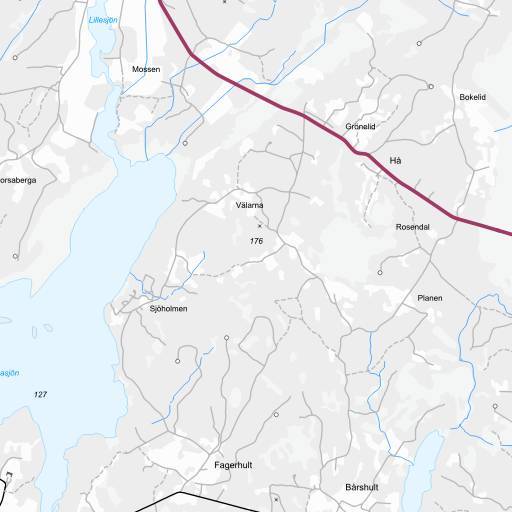 Lillesjön
Mossen
Bokelid
Grönelid
Hå
orsaberga
Välarna
Rosendal
176
Planen
Sjöholmen
asjön
127
Fagerhult
Bårshult